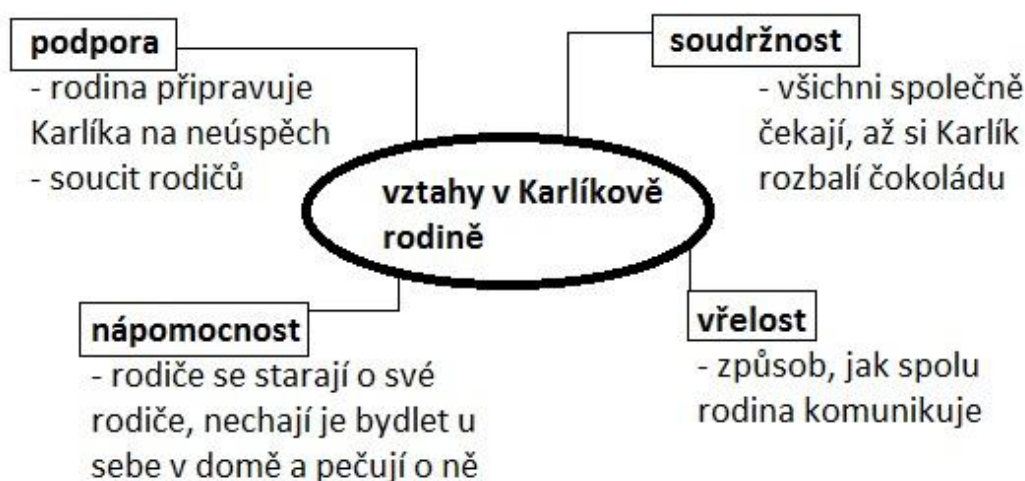 podpora
- rodina připravuje
Karlíka na neúspěch
- soucit rodičů
soudržnost
- všichni společně
čekají, až si Karlík
rozbalí čokoládu
vztahy v Karlíkově
rodině
nápomocnost
- rodiče se starají o své
rodiče, nechají je bydlet u
sebe v domě a pečují o ně
vřelost
- způsob, jak spolu
rodina komunikuje